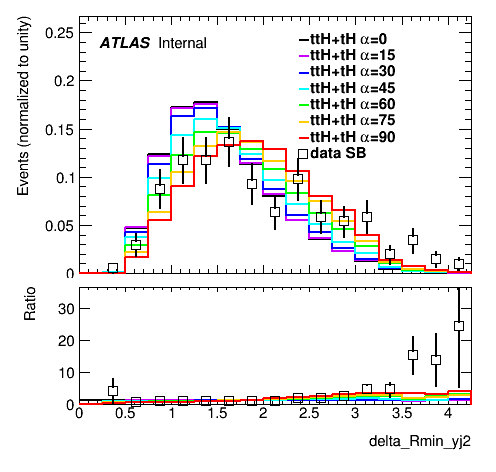 ATLAS Internal
ttH+tH α=0
ttH+tH α=15
ttH+tH α=30
ttH+tH α=45
ttH+tH α=60
ttH+tH α=75
ttH+tH α=90
data SB
Events (normalized to unity)
0.25
0.2
0.15
0.1
0.05
0
Ratio
30
20
10
0
0 0.5 1 1.5 2 2.5 3 3.5 4
delta_Rmin_yj2